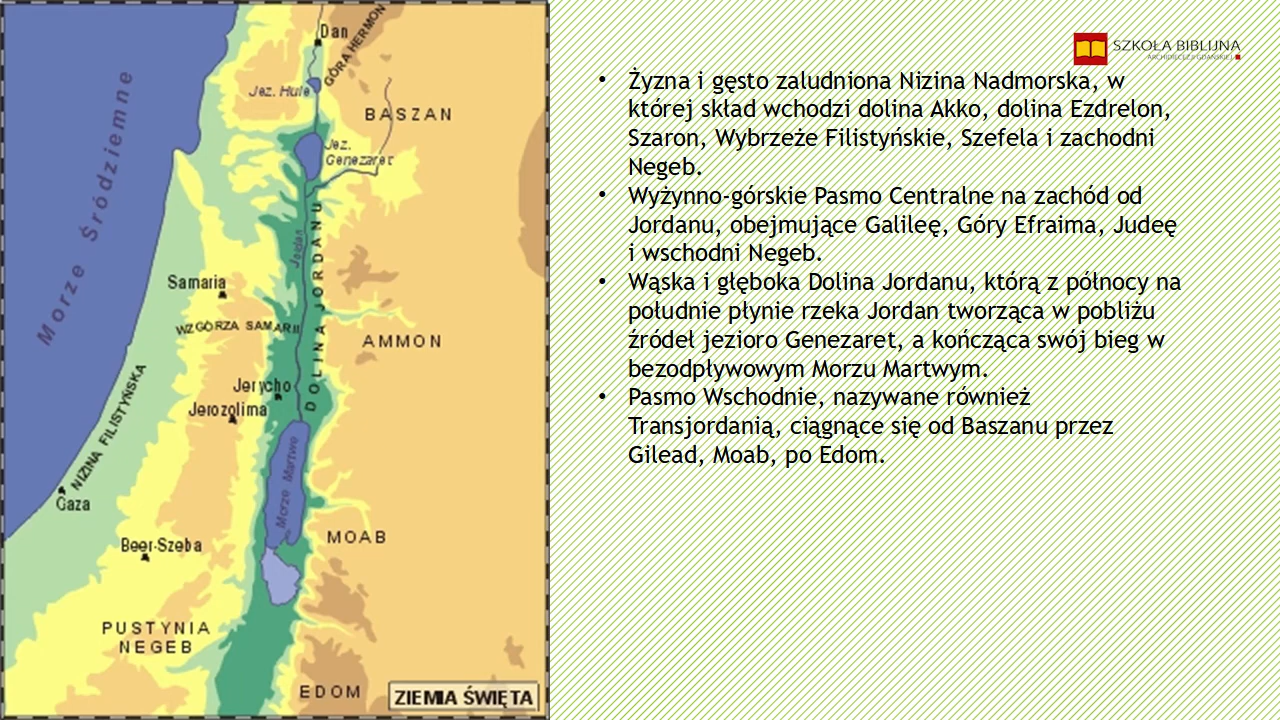 Dan
GÓRA HERMON
Jez. Hule
BASZAN
Jez.
Genezaret
Morze Śródziemne
Jordan
DOLINA JORDANU
Samaria
WZGÓRZA SAMARII
AMMON
Jerycho
Jerozolima
NIZINA FILISTYŃSKA
Morze Martwe
Gaza
MOAB
Beer-Szeba
PUSTYNIA
NEGEB
EDOM
ZIEMIA ŚWIĘTA
SZKOŁA BIBLIJNA
ARCHIDIECEZJI GDAŃSKIEJ
• Żyzna i gęsto zaludniona Nizina Nadmorska, w
której skład wchodzi dolina Akko, dolina Ezdrelon,
Szaron, Wybrzeże Filistyńskie, Szefela i zachodni
Negeb.
• Wyżynno-górskie Pasmo Centralne na zachód od
Jordanu, obejmujące Galileę, Góry Efraima, Judeę
i wschodni Negeb.
• Wąska i głęboka Dolina Jordanu, którą z północy na
południe płynie rzeka Jordan tworząca w pobliżu
źródeł jezioro Genezaret, a kończąca swój bieg w
bezodpływowym Morzu Martwym.
• Pasmo Wschodnie, nazywane również
Transjordanią, ciągnące się od Baszanu przez
Gilead, Moab, po Edom.